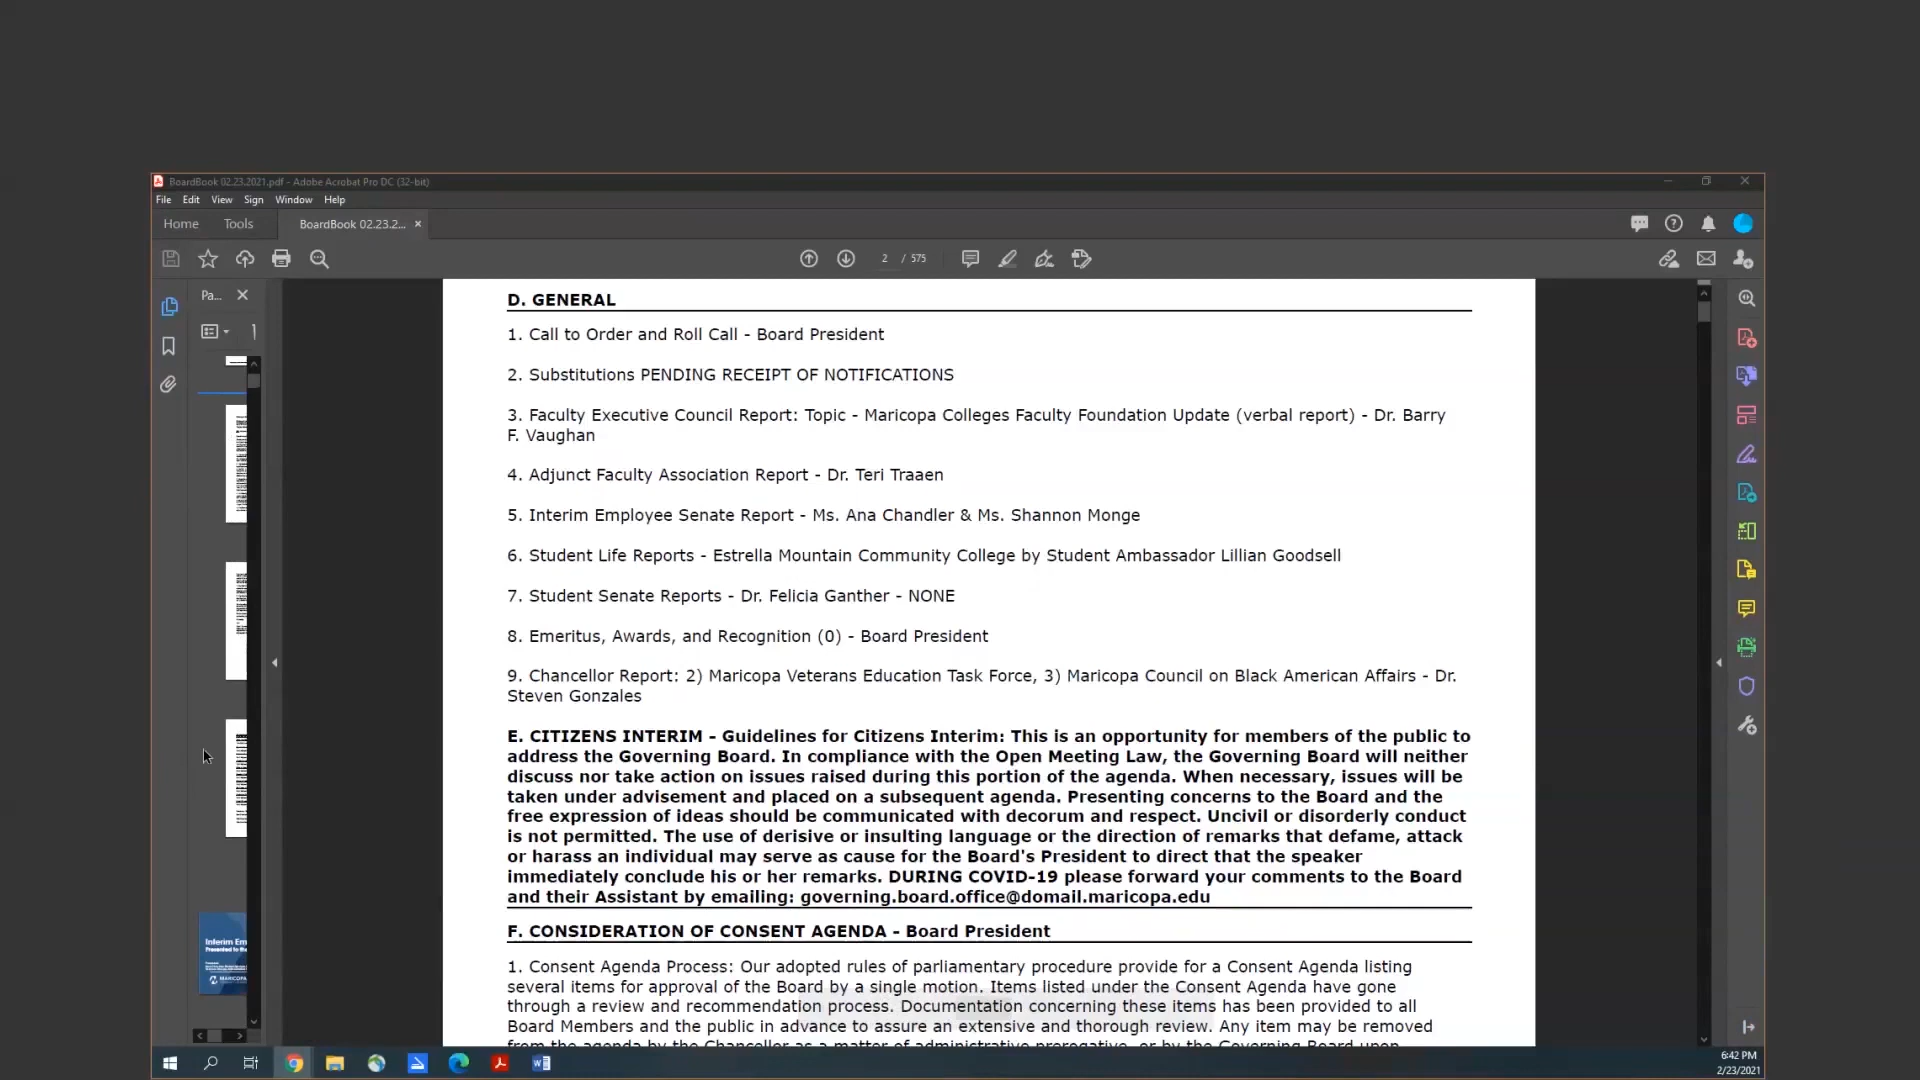 BoardBook 02.23.2021.pdf - Adobe Acrobat Pro DC (32-bit)
File Edit View Sign Window Help
Home Tools BoardBook 02.23.2... ×
2 / 575
Pa...
D. GENERAL
1. Call to Order and Roll Call - Board President
2. Substitutions PENDING RECEIPT OF NOTIFICATIONS
3. Faculty Executive Council Report: Topic - Maricopa Colleges Faculty Foundation Update (verbal report) - Dr. Barry
F. Vaughan
4. Adjunct Faculty Association Report - Dr. Teri Traaen
5. Interim Employee Senate Report - Ms. Ana Chandler & Ms. Shannon Monge
6. Student Life Reports - Estrella Mountain Community College by Student Ambassador Lillian Goodsell
7. Student Senate Reports - Dr. Felicia Ganther - NONE
8. Emeritus, Awards, and Recognition (0) - Board President
9. Chancellor Report: 2) Maricopa Veterans Education Task Force, 3) Maricopa Council on Black American Affairs - Dr.
Steven Gonzales
E. CITIZENS INTERIM - Guidelines for Citizens Interim: This is an opportunity for members of the public to
address the Governing Board. In compliance with the Open Meeting Law, the Governing Board will neither
discuss nor take action on issues raised during this portion of the agenda. When necessary, issues will be
taken under advisement and placed on a subsequent agenda. Presenting concerns to the Board and the
free expression of ideas should be communicated with decorum and respect. Uncivil or disorderly conduct
is not permitted. The use of derisive or insulting language or the direction of remarks that defame, attack
or harass an individual may serve as cause for the Board's President to direct that the speaker
immediately conclude his or her remarks. DURING COVID-19 please forward your comments to the Board
and their Assistant by emailing: governing.board.office@domail.maricopa.edu
F. CONSIDERATION OF CONSENT AGENDA - Board President
1. Consent Agenda Process: Our adopted rules of parliamentary procedure provide for a Consent Agenda listing
several items for approval of the Board by a single motion. Items listed under the Consent Agenda have gone
through a review and recommendation process. Documentation concerning these items has been provided to all
Board Members and the public in advance to assure an extensive and thorough review. Any item may be removed
from the agenda by the Chancellor as a matter of administrative prerogative, or by the Governing Board upon
Interim Em
MARICOPA
6:42 PM
2/23/2021